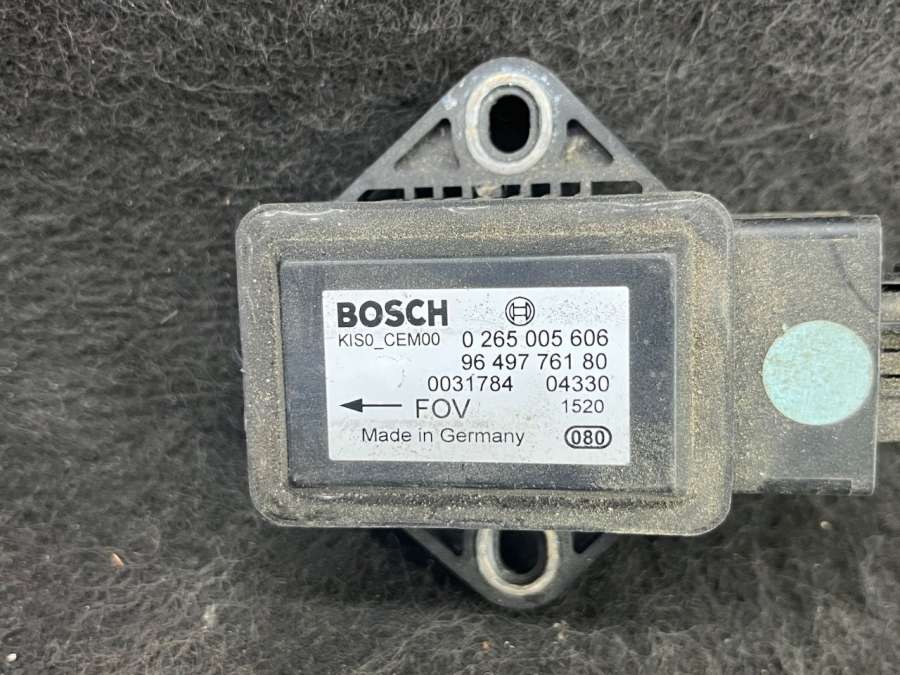 BOSCH
KIS0_CEM00 0 265 005 606
96 497 761 80
0031784 04330
FOV 1520
Made in Germany 080